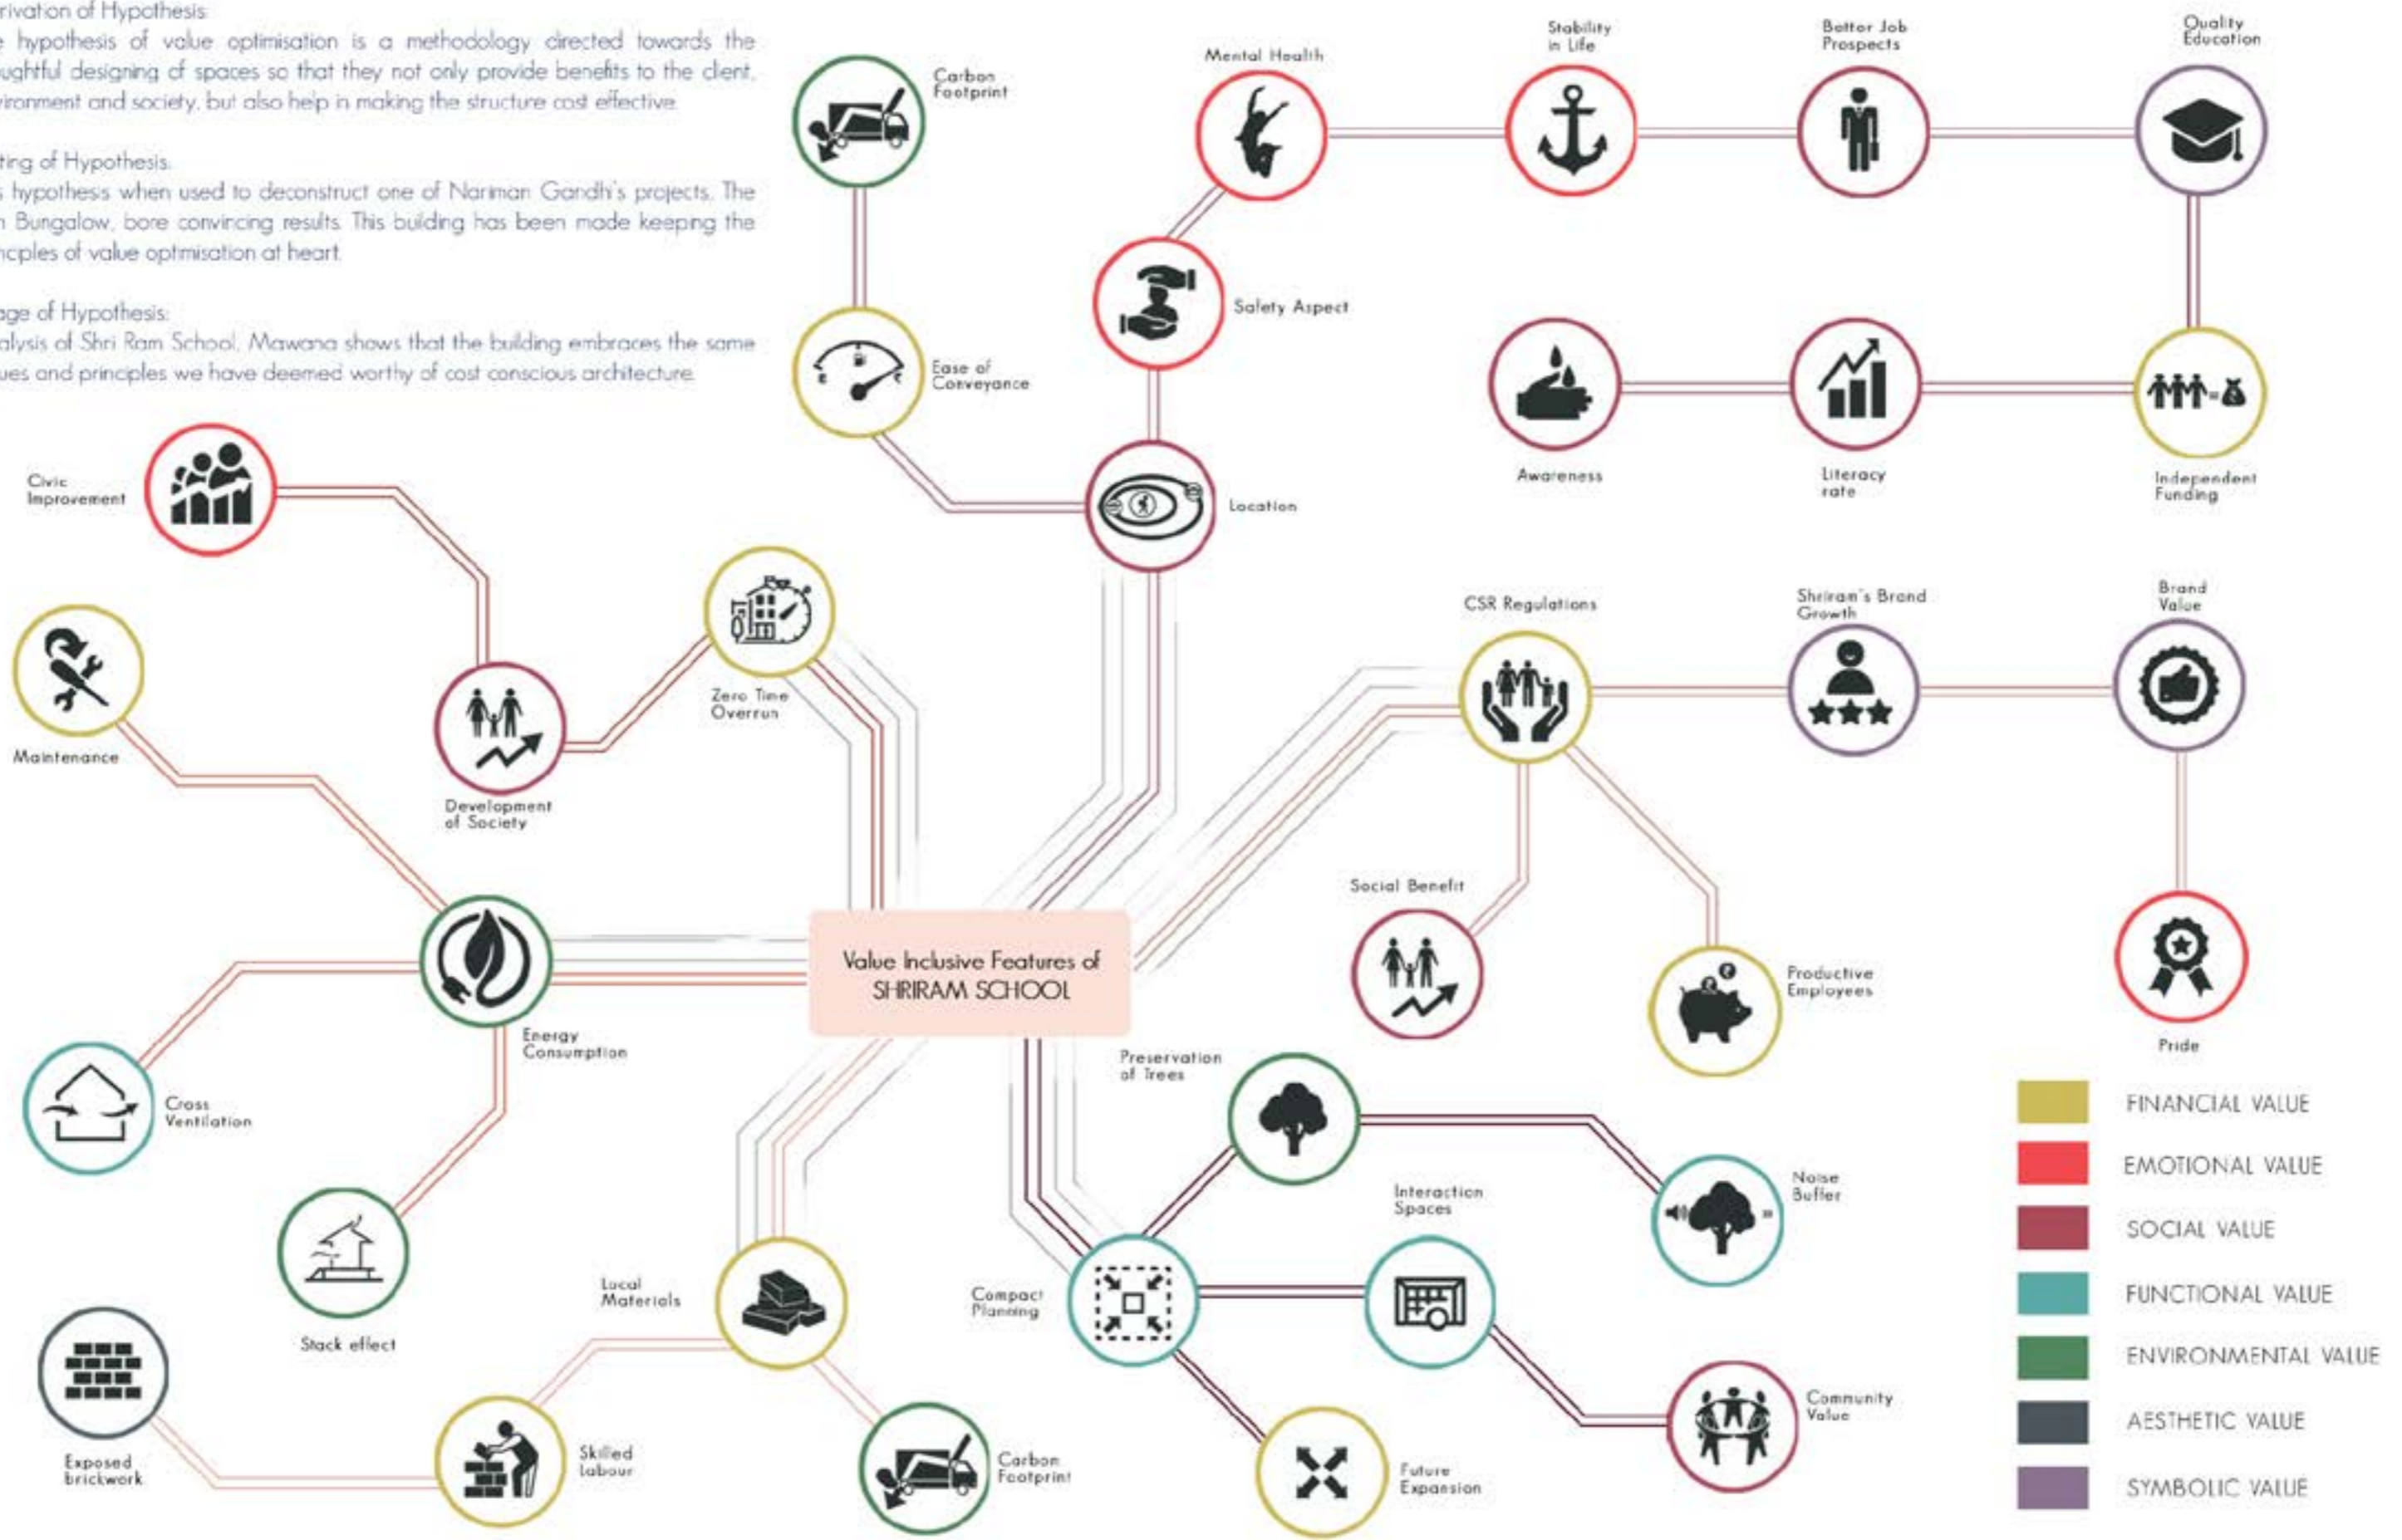 rivation of Hypothesis
e hypothesis of value optimisation is a methodology directed towards the
ughtful designing of spaces so that they not only provide benefits to the client,
vironment and society, but also help in making the structure cost effective.
ting of Hypothesis.
s hypothesis when used to deconstruct one of Nariman Gandhi's projects, The
n Bungalow, bore convincing results. This building has been made keeping the
nciples of value optimisation at heart.
age of Hypothesis:
alysis of Shri Ram School, Mawana shows that the building embraces the same
ues and principles we have deemed worthy of cost conscious architecture.
Carbon
Footprint
Mental Health
Stability
in Life
Better Job
Prospects
Quality
Education
Ease of
Conveyance
Safety Aspect
Location
Awareness
Literacy
rate
Independent
Funding
Civic
Improvement
Maintenance
Zero Time
Overrun
Development
of Society
CSR Regulations
Shriram's Brand
Growth
Brand
Value
Social Benefit
Productive
Employees
Pride
Value Inclusive Features of
SHRIRAM SCHOOL
Energy
Consumption
Cross
Ventilation
Stack effect
Preservation
of Trees
Noise
Buffer
Interaction
Spaces
Compact
Planning
Local
Materials
Exposed
brickwork
Skilled
Labour
Carbon
Footprint
Future
Expansion
Community
Value
FINANCIAL VALUE
EMOTIONAL VALUE
SOCIAL VALUE
FUNCTIONAL VALUE
ENVIRONMENTAL VALUE
AESTHETIC VALUE
SYMBOLIC VALUE